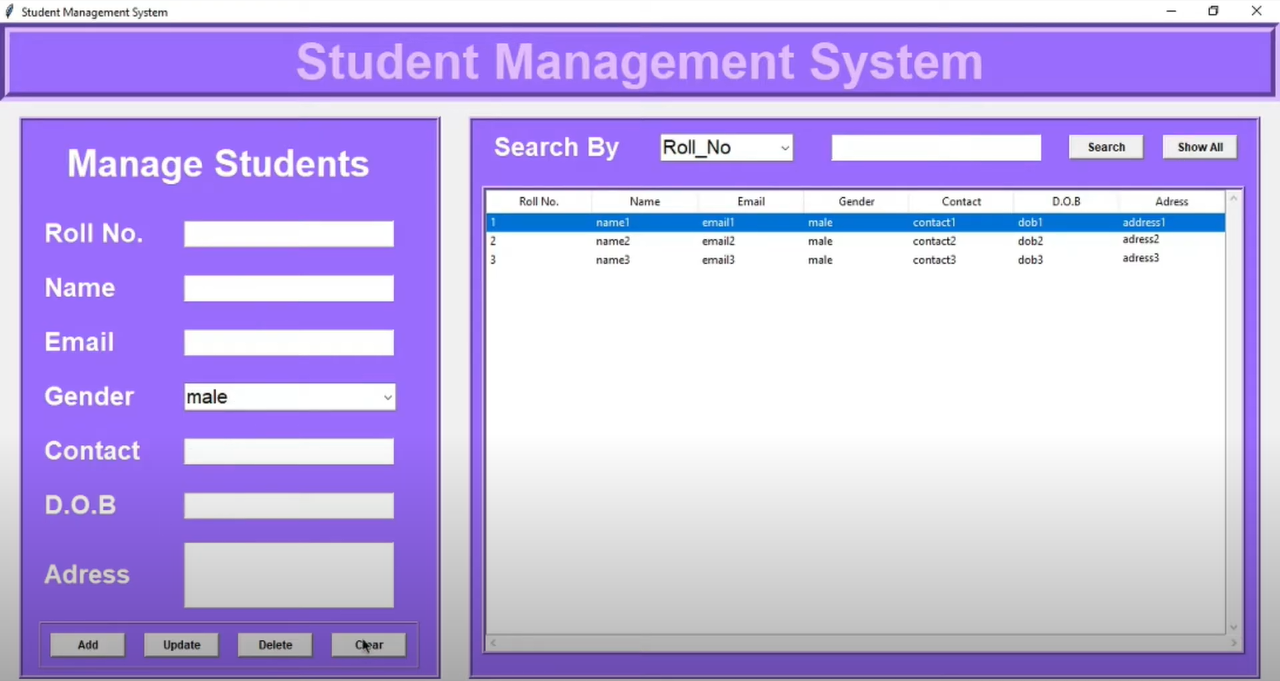 Student Management System
Student Management System
Manage Students
Roll No.
Name
Email
Gender male
Contact
D.O.B
Adress
Add Update Delete Clear
Search By Roll_No Search Show All
Roll No. Name Email Gender Contact D.O.B Adress
1 name1 email1 male contact1 dob1 address1
2 name2 email2 male contact2 dob2 adress2
3 name3 email3 male contact3 dob3 adress3